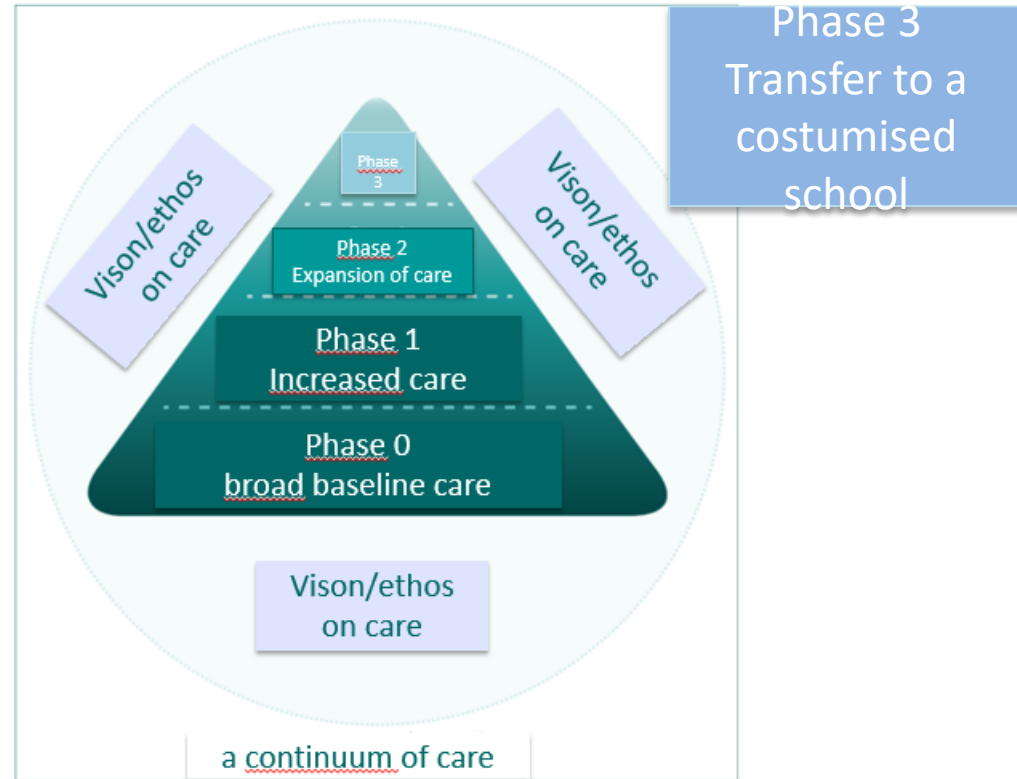 Phase 3
Transfer to a
costumised
school
Vison/ethos
on care
Vison/ethos
on care
Phase
3
Phase 2
Expansion of care
Phase 1
Increased care
Phase 0
broad baseline care
Vison/ethos
on care
a continuum of care